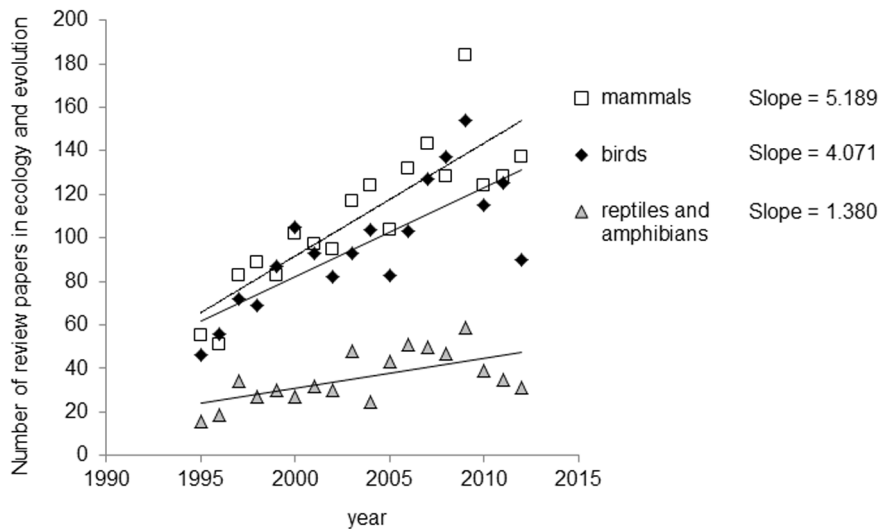 Number of review papers in ecology and evolution
200
180
160
140
120
100
80
60
40
20
0
1990 1995 2000 2005 2010 2015
year
mammals Slope = 5.189
birds Slope = 4.071
reptiles and Slope = 1.380
amphibians